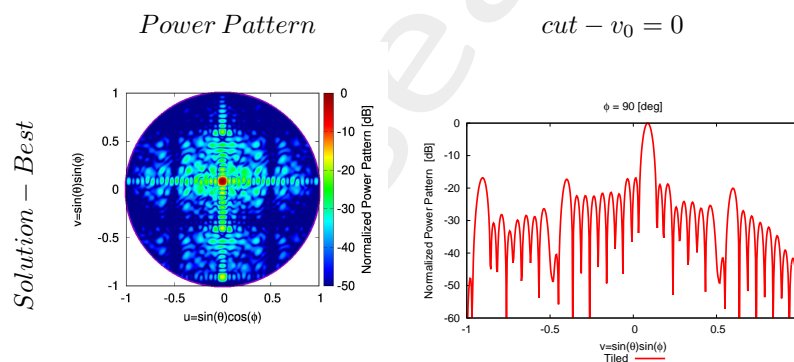 Power Pattern
cut − v0 = 0
Solution − Best
v=sin(θ)sin(ϕ)
1
0.5
0
-0.5
-1
-1 -0.5 0 0.5 1
u=sin(θ)cos(ϕ)
0
-10
-20
-30
-40
-50
Normalized Power Pattern [dB]
ϕ = 90 [deg]
Normalized Power Pattern [dB]
0
-10
-20
-30
-40
-50
-60
-1 -0.5 0 0.5
v=sin(θ)sin(ϕ)
Tiled